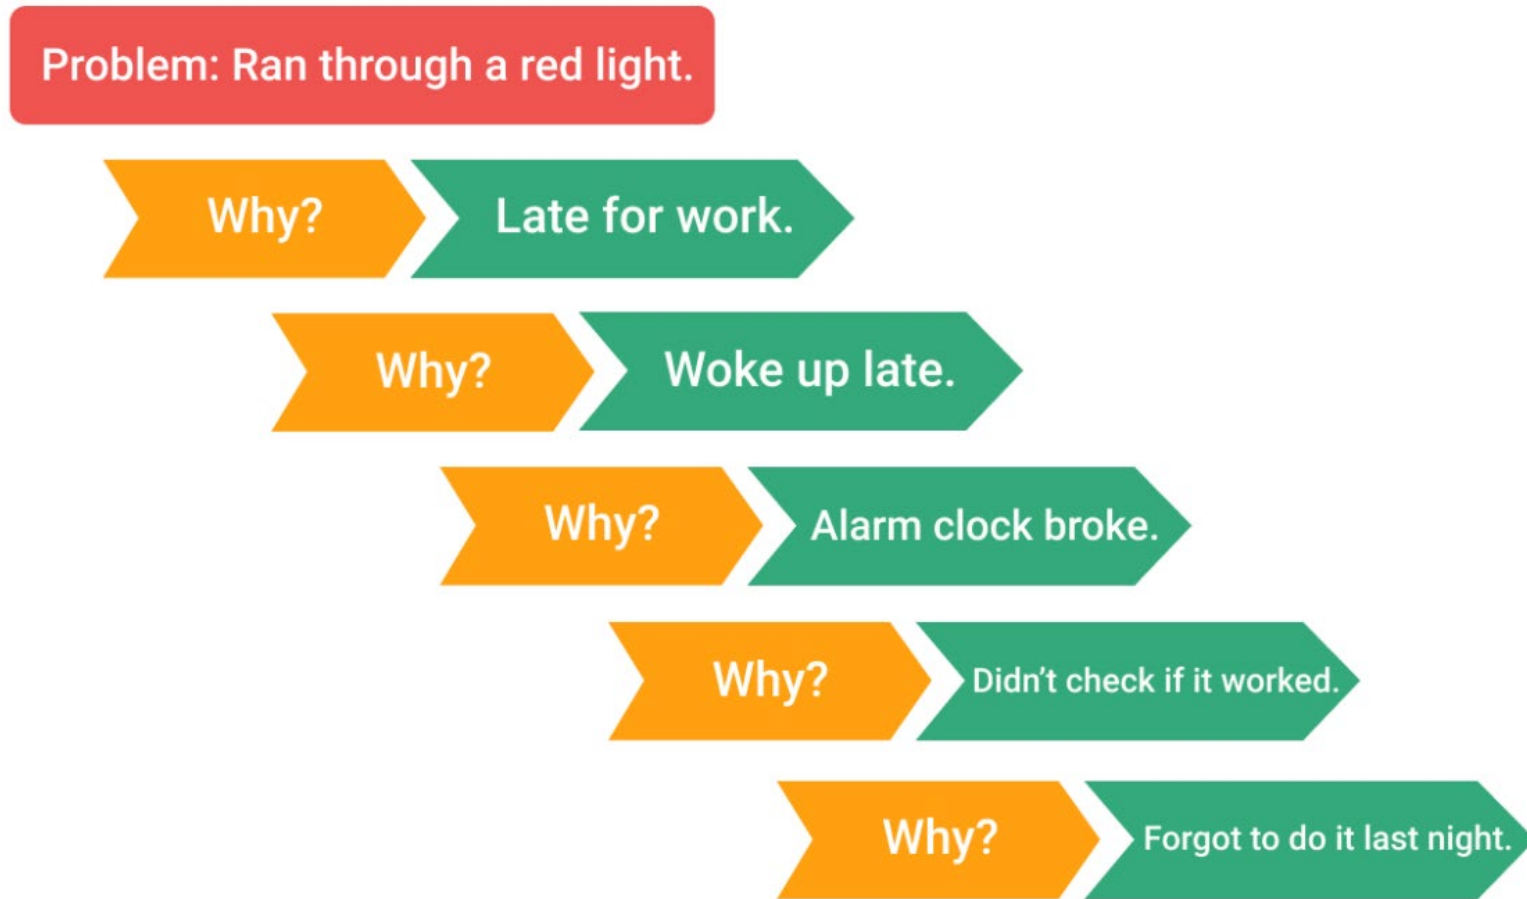 Problem: Ran through a red light.
Why?
Late for work.
Why?
Woke up late.
Why?
Alarm clock broke.
Why?
Didn’t check if it worked.
Why?
Forgot to do it last night.